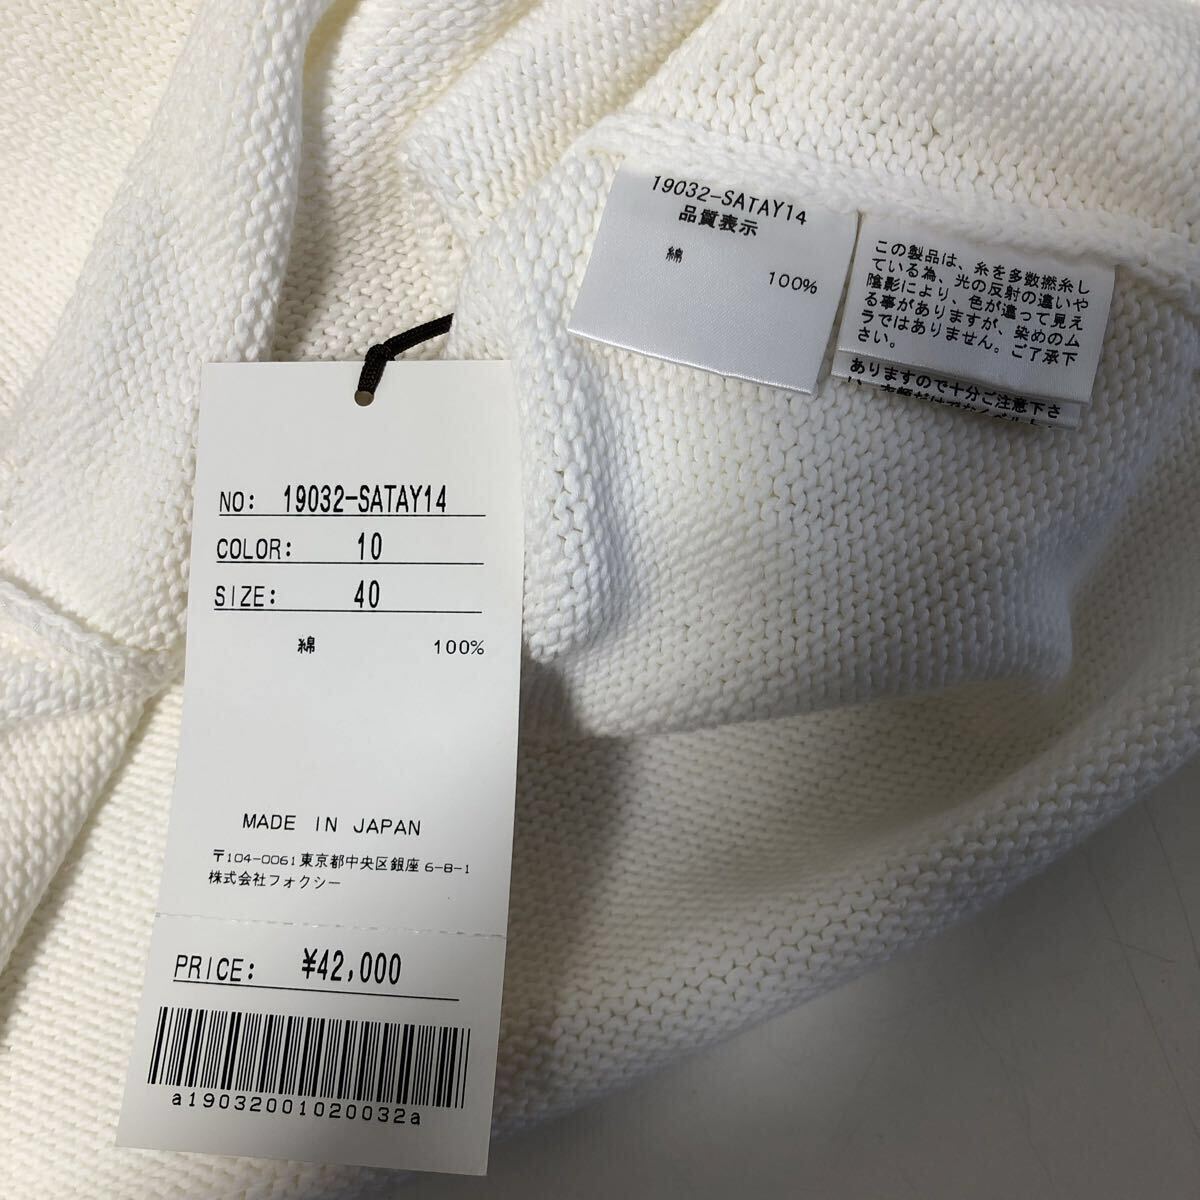 19032-SATAY14
品質表示
綿 100%
この製品は、糸を多数撚糸し
ている為、光の反射の違いや
陰影により、色が違って見え
る事がありますが、染めのム
ラではありません。ご了承下
さい。
ありますので十分ご注意下さ
NO: 19032-SATAY14
COLOR: 10
SIZE: 40
綿 100%
MADE IN JAPAN
〒104-0061 東京都中央区銀座 6-8-1
株式会社フォクシー
PRICE: ¥42,000
a19032001020032a